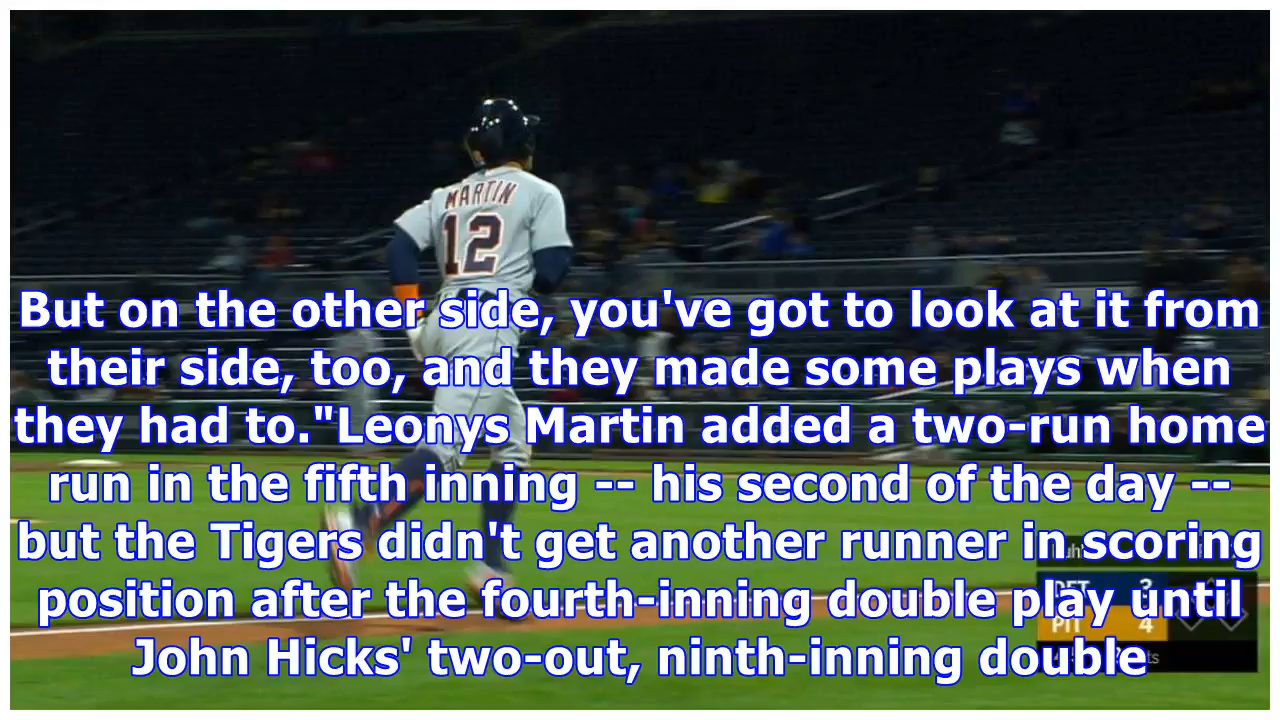 MARTIN
12
But on the other side, you've got to look at it from
their side, too, and they made some plays when
they had to."Leonys Martin added a two-run home
run in the fifth inning -- his second of the day --
but the Tigers didn't get another runner in scoring
position after the fourth-inning double play until
John Hicks' two-out, ninth-inning double
DET 3
PIT 4